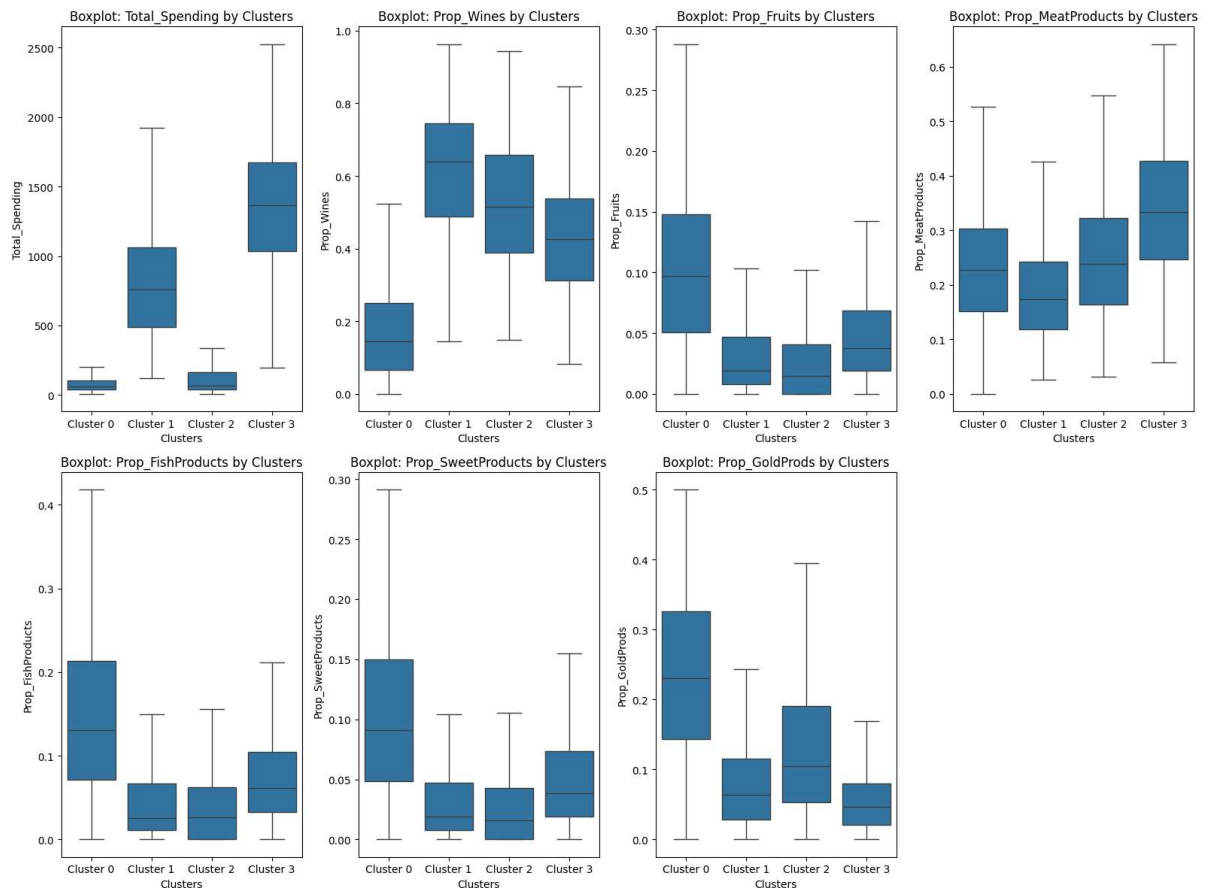 Boxplot: Total_Spending by Clusters
Total_Spending
2500
2000
1500
1000
500
0
Cluster 0 Cluster 1 Cluster 2 Cluster 3
Clusters
Boxplot: Prop_Wines by Clusters
Prop_Wines
1.0
0.8
0.6
0.4
0.2
0.0
Cluster 0 Cluster 1 Cluster 2 Cluster 3
Clusters
Boxplot: Prop_Fruits by Clusters
Prop_Fruits
0.30
0.25
0.20
0.15
0.10
0.05
0.00
Cluster 0 Cluster 1 Cluster 2 Cluster 3
Clusters
Boxplot: Prop_MeatProducts by Clusters
Prop_MeatProducts
0.6
0.5
0.4
0.3
0.2
0.1
0.0
Cluster 0 Cluster 1 Cluster 2 Cluster 3
Clusters
Boxplot: Prop_FishProducts by Clusters
Prop_FishProducts
0.4
0.3
0.2
0.1
0.0
Cluster 0 Cluster 1 Cluster 2 Cluster 3
Clusters
Boxplot: Prop_SweetProducts by Clusters
Prop_SweetProducts
0.30
0.25
0.20
0.15
0.10
0.05
0.00
Cluster 0 Cluster 1 Cluster 2 Cluster 3
Clusters
Boxplot: Prop_GoldProds by Clusters
Prop_GoldProds
0.5
0.4
0.3
0.2
0.1
0.0
Cluster 0 Cluster 1 Cluster 2 Cluster 3
Clusters